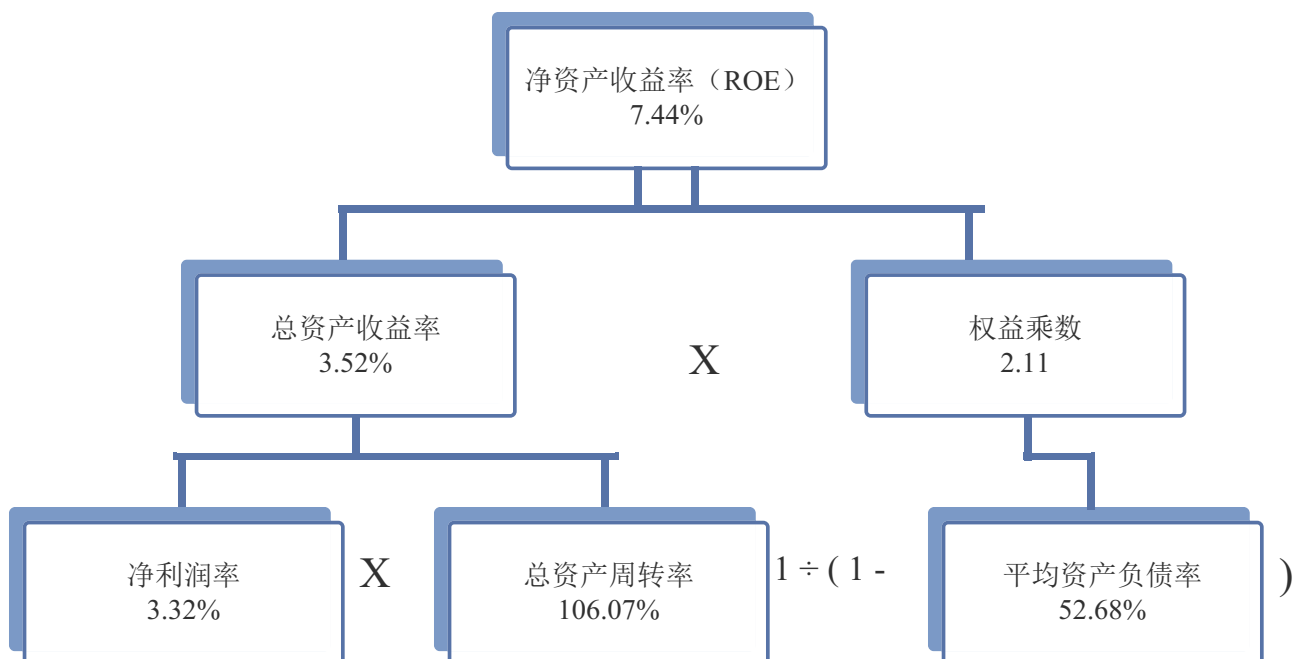 净资产收益率（ROE）
7.44%
总资产收益率
3.52%
X
权益乘数
2.11
净利润率
3.32%
X
总资产周转率
106.07%
1 ÷ ( 1 -
平均资产负债率
52.68%
)